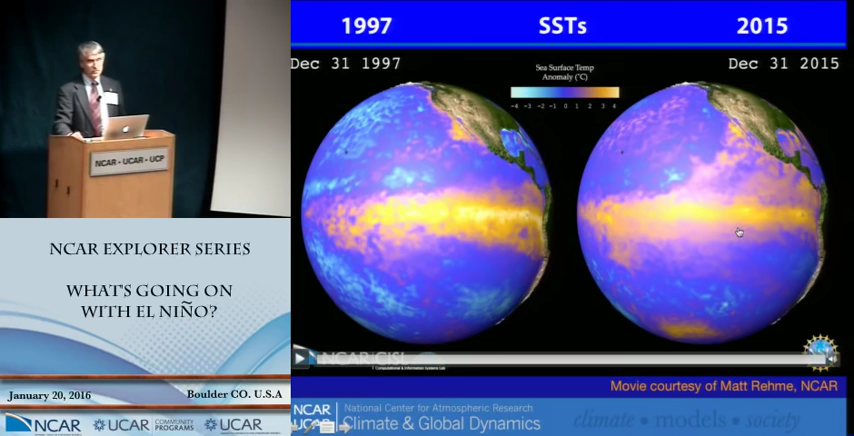 1997 SSTs 2015
Dec 31 1997
Sea Surface Temp
Anomaly (°C)
-4 -3 -2 -1 0 1 2 3 4
Dec 31 2015
NCAR - UCAR - UCP
NCAR EXPLORER SERIES
WHAT'S GOING ON
WITH EL NIÑO?
January 20, 2016 Boulder CO. U.S.A
NCAR UCAR COMMUNITY PROGRAMS UCAR
NCAR|CISL
Computational & Information Systems Lab
Movie courtesy of Matt Rehme, NCAR
NCAR
UCAR
National Center for Atmospheric Research
Climate & Global Dynamics
climate • models • society